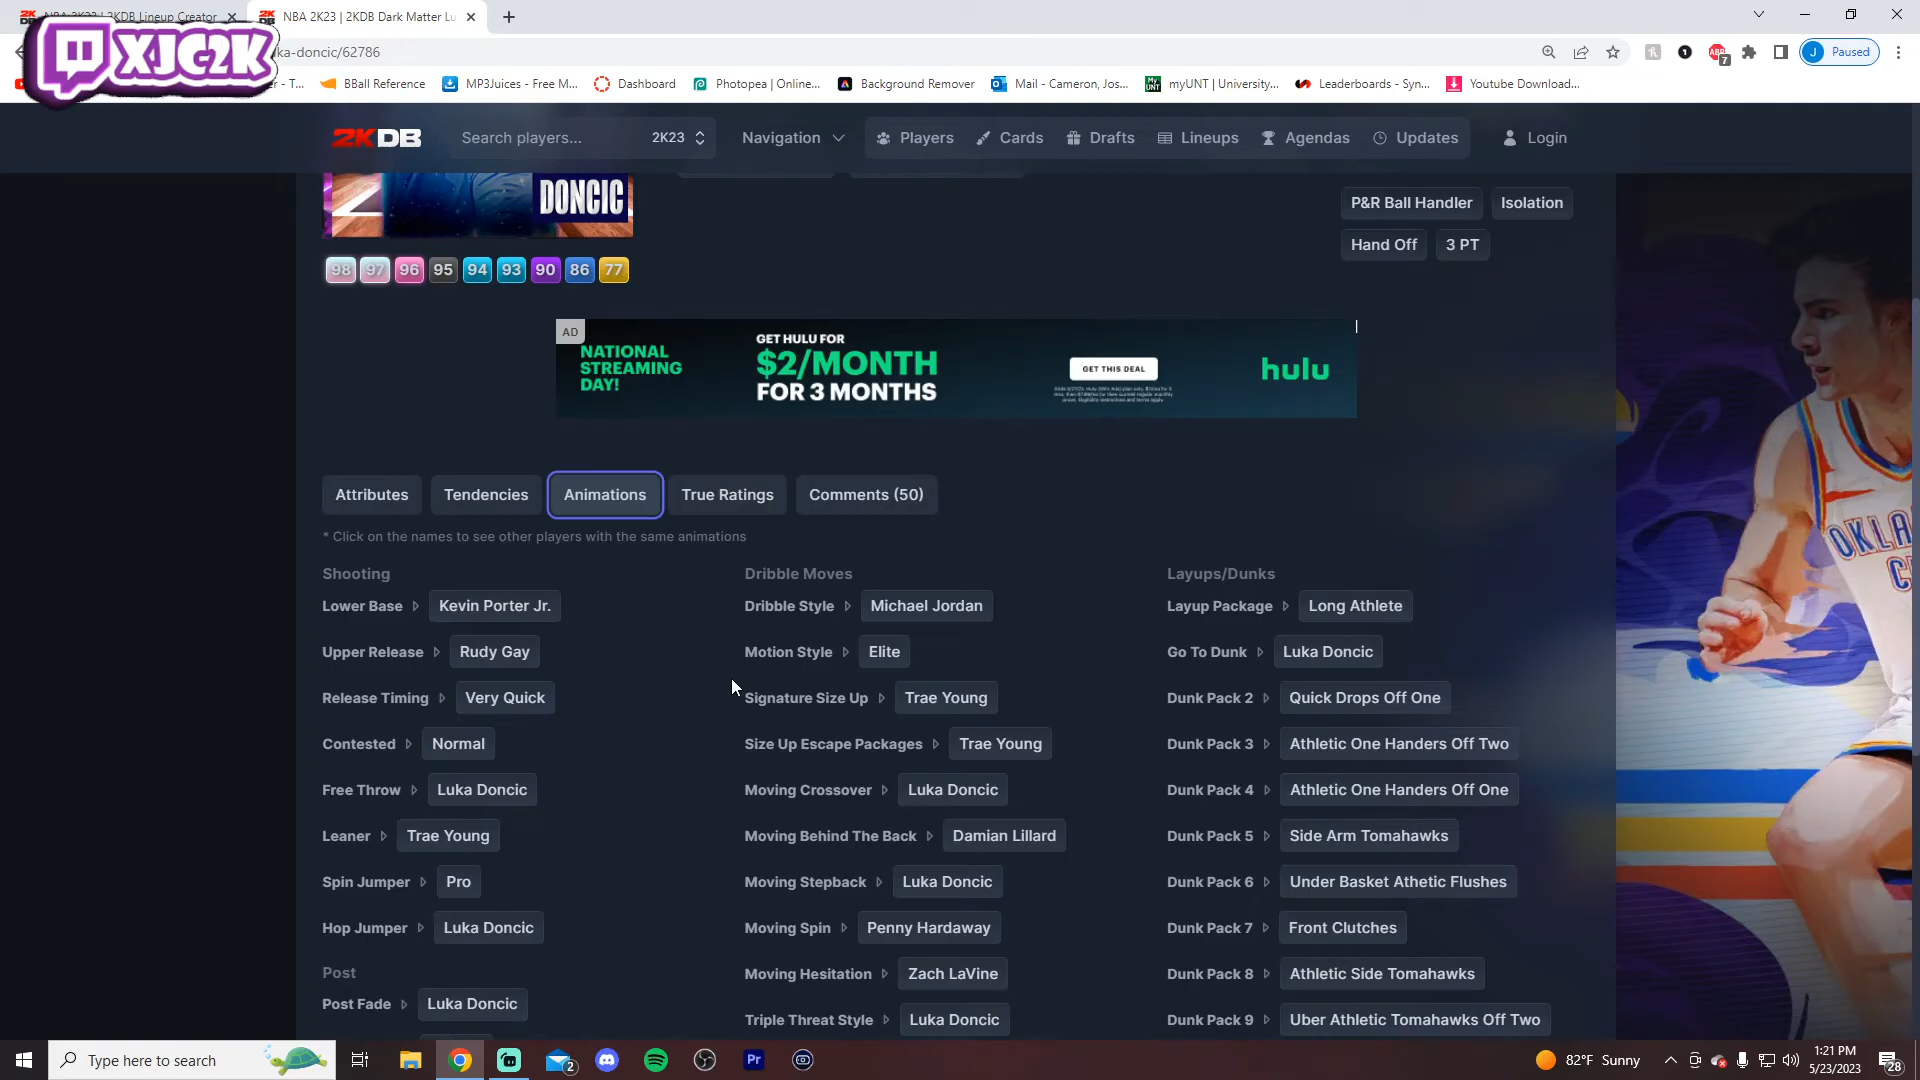 NBA 2K23 | 2KDB Lineup Creator
NBA 2K23 | 2KDB Dark Matter Lu
XJC2K
ka-doncic/62786
Paused
er - T...
BBall Reference
MP3Juices - Free M...
Dashboard
Photopea | Online...
Background Remover
Mail - Cameron, Jos...
myUNT | University...
Leaderboards - Syn...
Youtube Download...
2KDB
Search players...
2K23
Navigation
Players
Cards
Drafts
Lineups
Agendas
Updates
Login
DONCIC
P&R Ball Handler
Isolation
Hand Off
3 PT
98 97 96 95 94 93 90 86 77
AD
NATIONAL
STREAMING
DAY!
GET HULU FOR
$2/MONTH
FOR 3 MONTHS
GET THIS DEAL
hulu
Attributes
Tendencies
Animations
True Ratings
Comments (50)
* Click on the names to see other players with the same animations
Shooting
Lower Base Kevin Porter Jr.
Upper Release Rudy Gay
Release Timing Very Quick
Contested Normal
Free Throw Luka Doncic
Leaner Trae Young
Spin Jumper Pro
Hop Jumper Luka Doncic
Post
Post Fade Luka Doncic
Dribble Moves
Dribble Style Michael Jordan
Motion Style Elite
Signature Size Up Trae Young
Size Up Escape Packages Trae Young
Moving Crossover Luka Doncic
Moving Behind The Back Damian Lillard
Moving Stepback Luka Doncic
Moving Spin Penny Hardaway
Moving Hesitation Zach LaVine
Triple Threat Style Luka Doncic
Layups/Dunks
Layup Package Long Athlete
Go To Dunk Luka Doncic
Dunk Pack 2 Quick Drops Off One
Dunk Pack 3 Athletic One Handers Off Two
Dunk Pack 4 Athletic One Handers Off One
Dunk Pack 5 Side Arm Tomahawks
Dunk Pack 6 Under Basket Athetic Flushes
Dunk Pack 7 Front Clutches
Dunk Pack 8 Athletic Side Tomahawks
Dunk Pack 9 Uber Athletic Tomahawks Off Two
OKLA
Type here to search
82°F Sunny
1:21 PM
5/23/2023
28